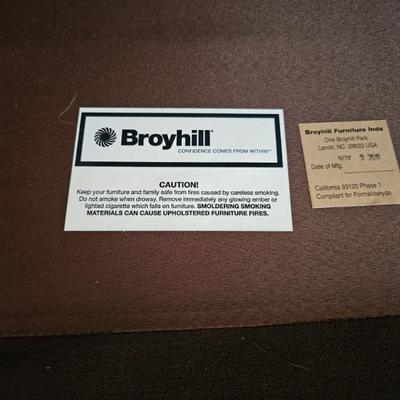 Broyhill®
CONFIDENCE COMES FROM WITHIN™
CAUTION!
Keep your furniture and family safe from fires caused by careless smoking.
Do not smoke when drowsy. Remove immediately any glowing ember or
lighted cigarette which falls on furniture. SMOLDERING SMOKING
MATERIALS CAN CAUSE UPHOLSTERED FURNITURE FIRES.
Broyhill Furniture Inds
One Broyhill Park
Lenoir, NC 28633 USA
NOV
Date of Mfg.
California 93120 Phase 1
Compliant for Formaldehyde